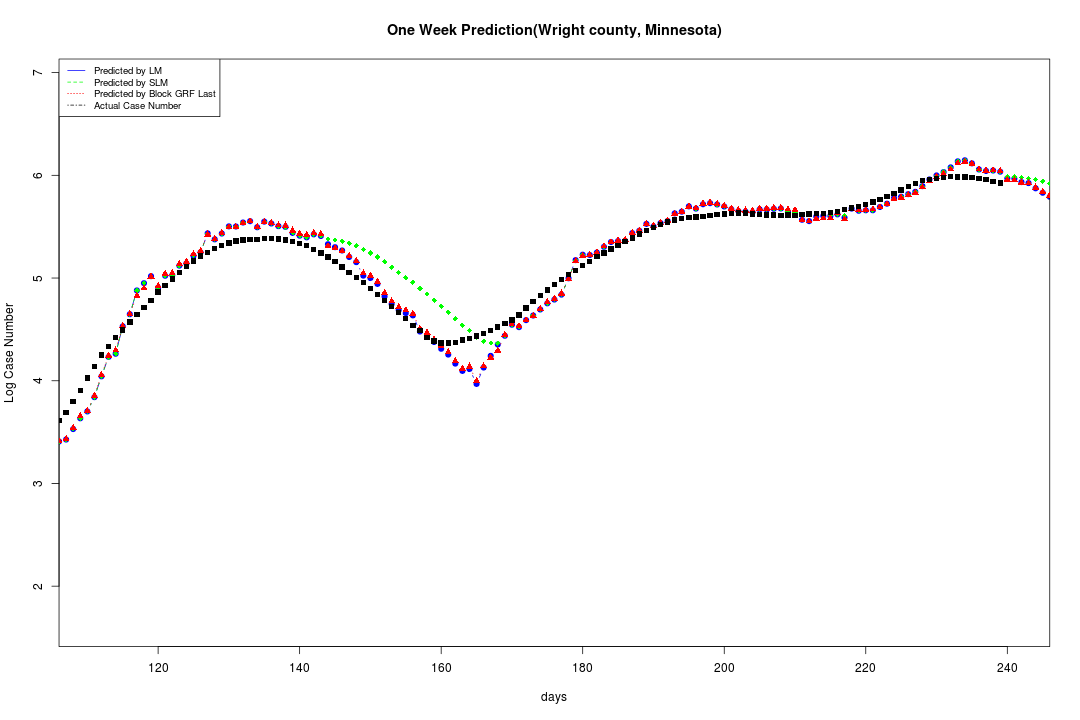 One Week Prediction(Wright county, Minnesota)
Predicted by LM
Predicted by SLM
Predicted by Block GRF Last
Actual Case Number
7
6
5
4
3
2
Log Case Number
120 140 160 180 200 220 240
days